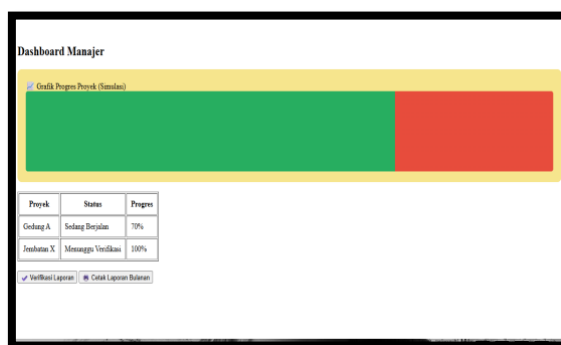 Dashboard Manajer
Grafik Progres Proyek (Simulasi)
Proyek Status Progres
Gedung A Sedang Berjalan 70%
Jembatan X Menunggu Verifikasi 100%
Verifikasi Laporan Cetak Laporan Bulanan